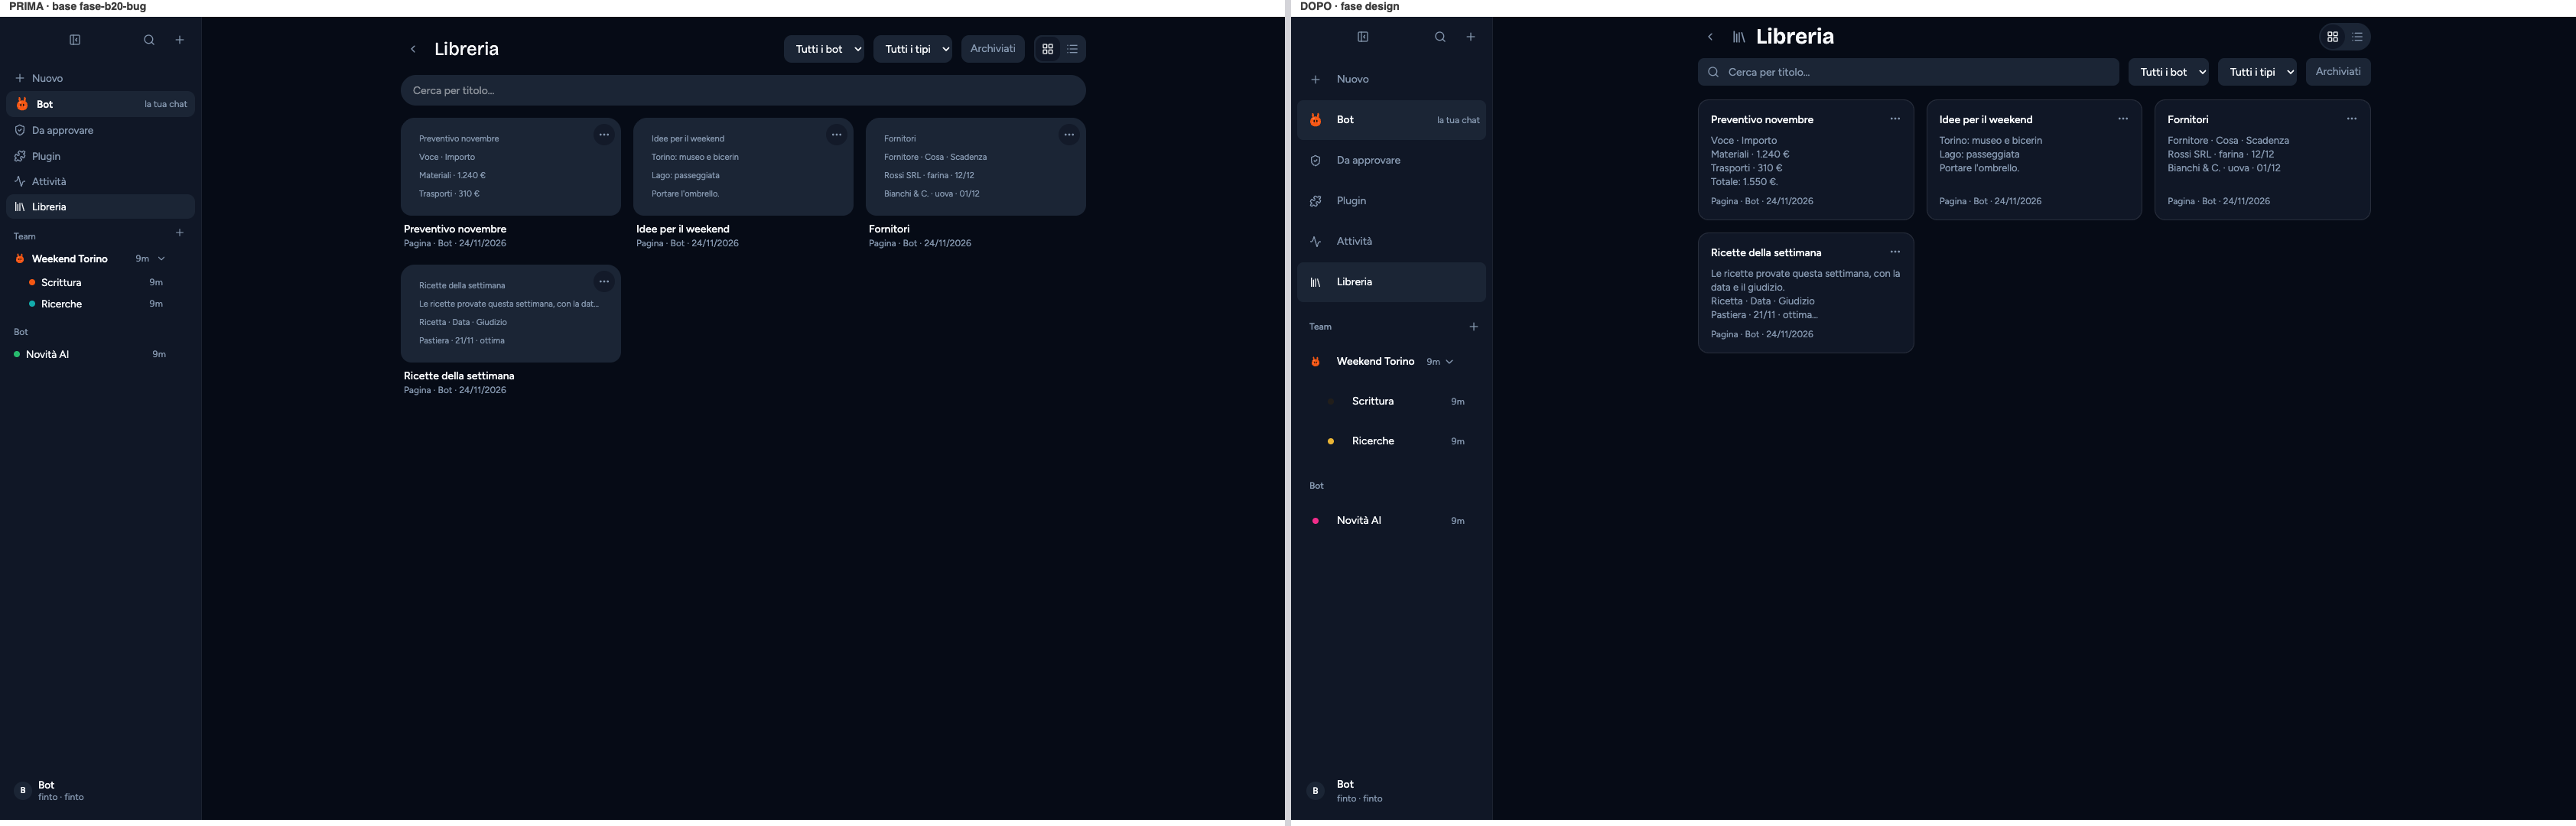 PRIMA · base fase-b20-bug
Nuovo
Bot la tua chat
Da approvare
Plugin
Attività
Libreria
Team
Weekend Torino 9m
Scrittura 9m
Ricerche 9m
Bot
Novità AI 9m
B
Bot
finto · finto
Libreria
Tutti i bot
Tutti i tipi
Archiviati
Cerca per titolo...
Preventivo novembre
Voce · Importo
Materiali · 1.240 €
Trasporti · 310 €
Preventivo novembre
Pagina · Bot · 24/11/2026
Idee per il weekend
Torino: museo e bicerin
Lago: passeggiata
Portare l'ombrello.
Idee per il weekend
Pagina · Bot · 24/11/2026
Fornitori
Fornitore · Cosa · Scadenza
Rossi SRL · farina · 12/12
Bianchi & C. · uova · 01/12
Fornitori
Pagina · Bot · 24/11/2026
Ricette della settimana
Le ricette provate questa settimana, con la dat...
Ricetta · Data · Giudizio
Pastiera · 21/11 · ottima
Ricette della settimana
Pagina · Bot · 24/11/2026
DOPO · fase design
Nuovo
Bot la tua chat
Da approvare
Plugin
Attività
Libreria
Team
Weekend Torino 9m
Scrittura 9m
Ricerche 9m
Bot
Novità AI 9m
B
Bot
finto · finto
Libreria
Cerca per titolo...
Tutti i bot
Tutti i tipi
Archiviati
Preventivo novembre
Voce · Importo
Materiali · 1.240 €
Trasporti · 310 €
Totale: 1.550 €.
Pagina · Bot · 24/11/2026
Idee per il weekend
Torino: museo e bicerin
Lago: passeggiata
Portare l'ombrello.
Pagina · Bot · 24/11/2026
Fornitori
Fornitore · Cosa · Scadenza
Rossi SRL · farina · 12/12
Bianchi & C. · uova · 01/12
Pagina · Bot · 24/11/2026
Ricette della settimana
Le ricette provate questa settimana, con la
data e il giudizio.
Ricetta · Data · Giudizio
Pastiera · 21/11 · ottima...
Pagina · Bot · 24/11/2026